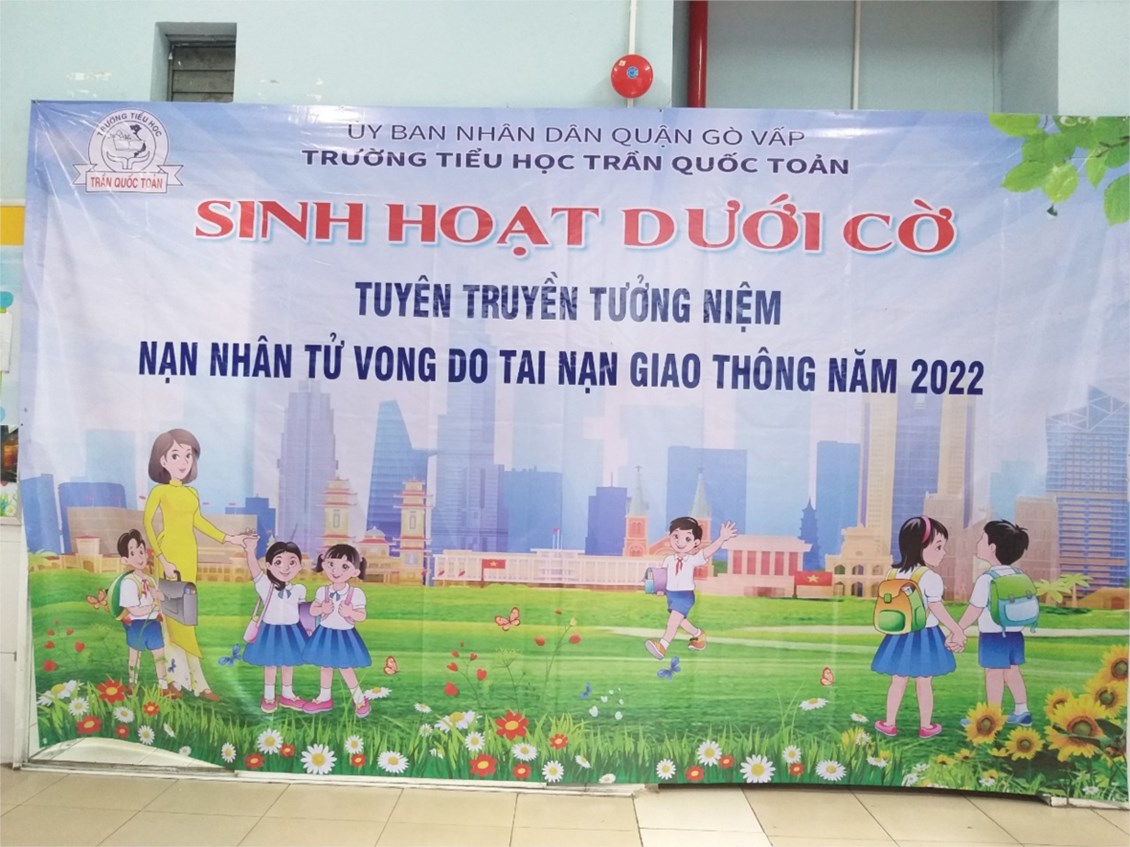 TRƯỜNG TIỂU HỌC
TRẦN QUỐC TOẢN
ỦY BAN NHÂN DÂN QUẬN GÒ VẤP
TRƯỜNG TIỂU HỌC TRẦN QUỐC TOẢN
SINH HOẠT DƯỚI CỜ
TUYÊN TRUYỀN TƯỞNG NIỆM
NẠN NHÂN TỬ VONG DO TAI NẠN GIAO THÔNG NĂM 2022